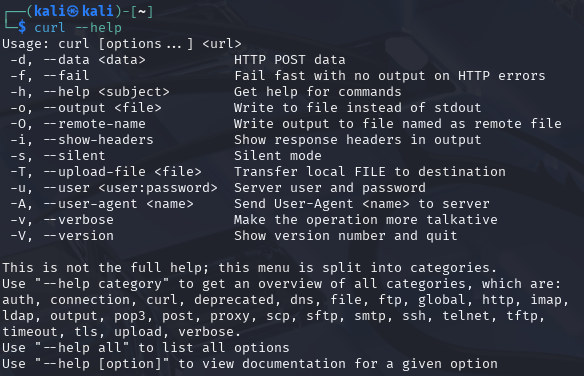 ┌──(kali㉿kali)-[~]
└─$ curl --help
Usage: curl [options...] <url>
 -d, --data <data>           HTTP POST data
 -f, --fail                  Fail fast with no output on HTTP errors
 -h, --help <subject>        Get help for commands
 -o, --output <file>         Write to file instead of stdout
 -O, --remote-name           Write output to file named as remote file
 -i, --show-headers          Show response headers in output
 -s, --silent                Silent mode
 -T, --upload-file <file>    Transfer local FILE to destination
 -u, --user <user:password>  Server user and password
 -A, --user-agent <name>     Send User-Agent <name> to server
 -v, --verbose               Make the operation more talkative
 -V, --version               Show version number and quit

This is not the full help; this menu is split into categories.
Use "--help category" to get an overview of all categories, which are:
auth, connection, curl, deprecated, dns, file, ftp, global, http, imap,
ldap, output, pop3, post, proxy, scp, sftp, smtp, ssh, telnet, tftp,
timeout, tls, upload, verbose.
Use "--help all" to list all options
Use "--help [option]" to view documentation for a given option